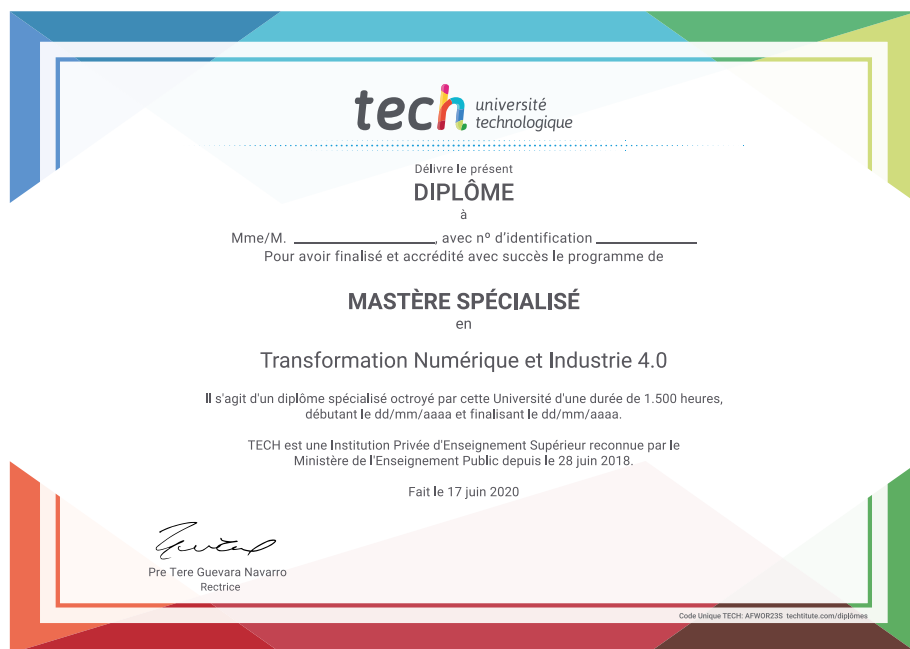 tech université
technologique
Délivre le présent
DIPLÔME
à
Mme/M. ____________________, avec nº d'identification ______________
Pour avoir finalisé et accrédité avec succès le programme de
MASTÈRE SPÉCIALISÉ
en
Transformation Numérique et Industrie 4.0
Il s'agit d'un diplôme spécialisé octroyé par cette Université d'une durée de 1.500 heures,
débutant le dd/mm/aaaa et finalisant le dd/mm/aaaa.
TECH est une Institution Privée d'Enseignement Supérieur reconnue par le
Ministère de l'Enseignement Public depuis le 28 juin 2018.
Fait le 17 juin 2020
Pre Tere Guevara Navarro
Rectrice
Code Unique TECH: AFWOR23S techtitute.com/diplômes